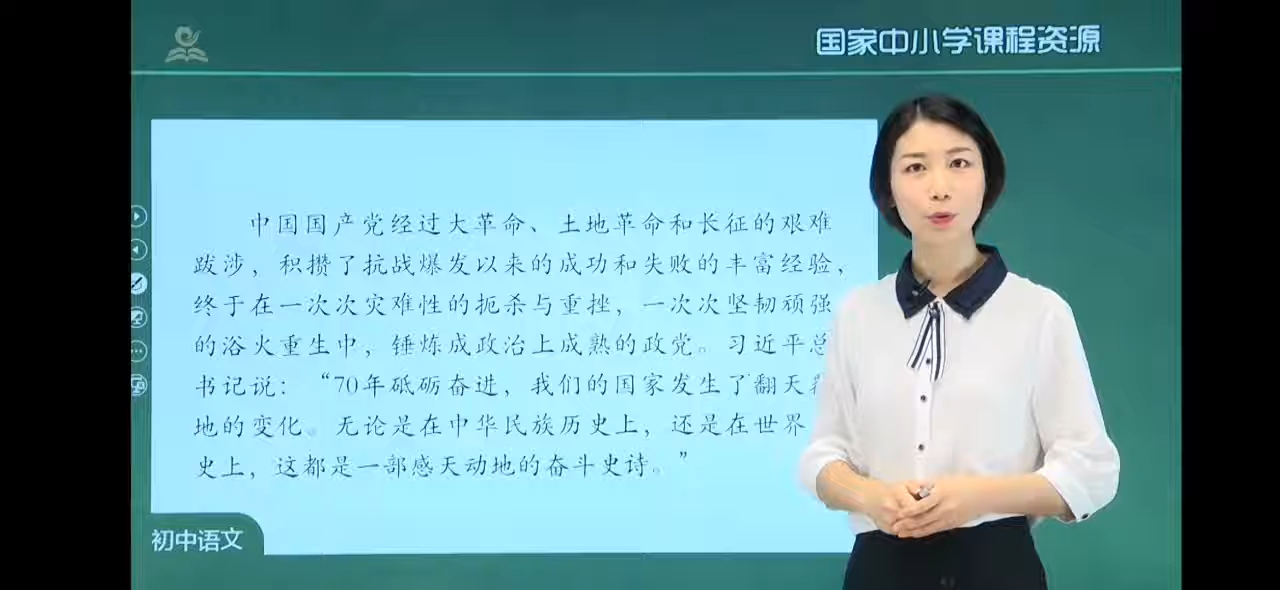 国家中小学课程资源
中国国产党经过大革命、土地革命和长征的艰难
跋涉，积攒了抗战爆发以来的成功和失败的丰富经验，
终于在一次次灾难性的扼杀与重挫，一次次坚韧顽强
的浴火重生中，锤炼成政治上成熟的政党。习近平总
书记说：“70年砥砺奋进，我们的国家发生了翻天
地的变化。无论是在中华民族历史上，还是在世界
史上，这都是一部感天动地的奋斗史诗。”
初中语文